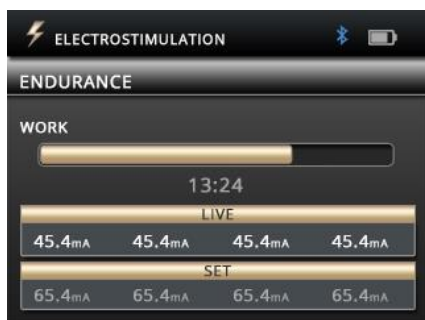 ELECTROSTIMULATION
ENDURANCE
WORK
13:24
LIVE
45.4mA 45.4mA 45.4mA 45.4mA
SET
65.4mA 65.4mA 65.4mA 65.4mA